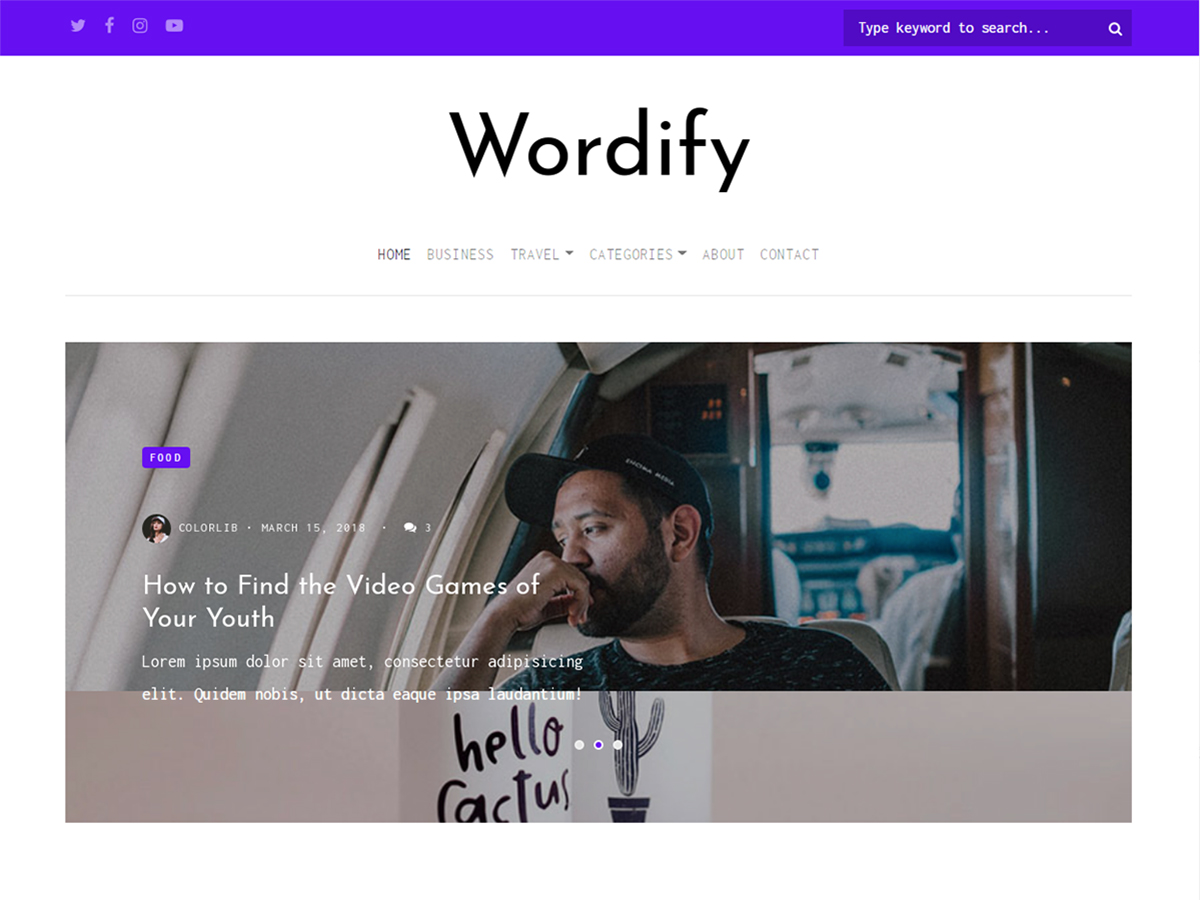 Type keyword to search...
Wordify
HOME BUSINESS TRAVEL CATEGORIES ABOUT CONTACT
FOOD
COLORLIB · MARCH 15, 2018 · 3
How to Find the Video Games of
Your Youth
Lorem ipsum dolor sit amet, consectetur adipisicing
elit. Quidem nobis, ut dicta eaque ipsa laudantium!
hello
Cactus